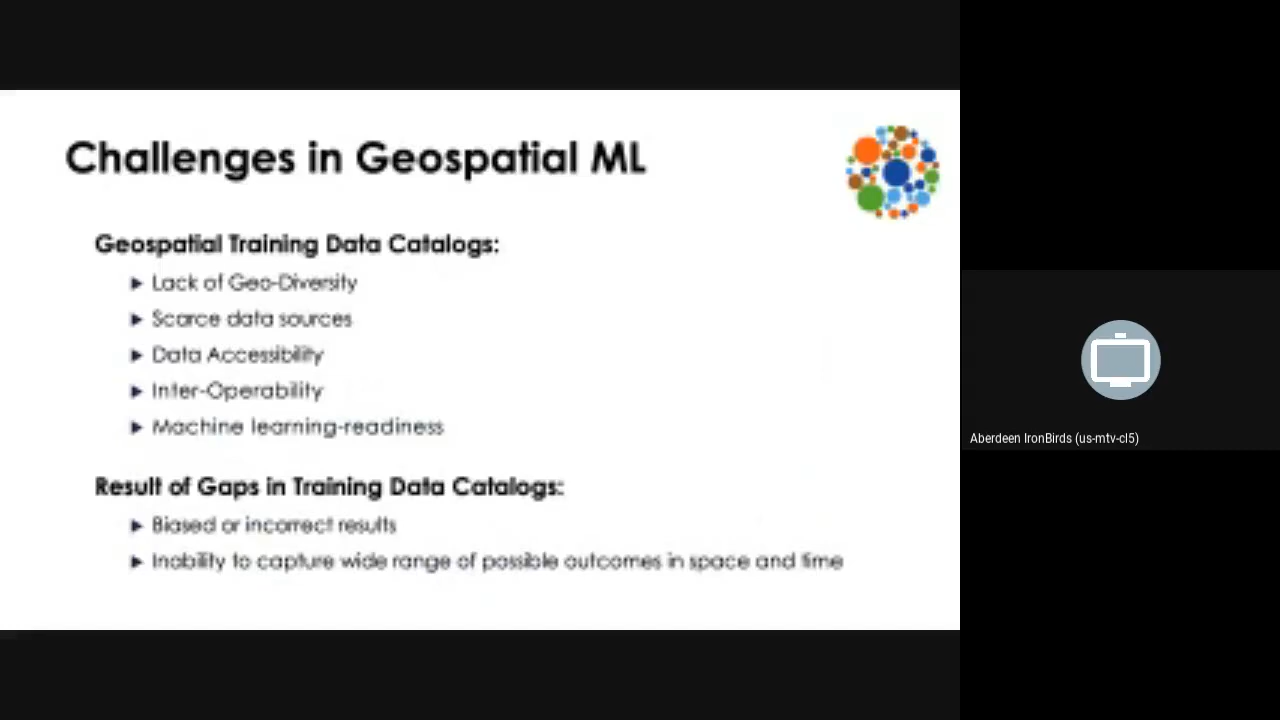 Challenges in Geospatial ML
Geospatial Training Data Catalogs:
Lack of Geo-Diversity
Scarce data sources
Data Accessibility
Inter-Operability
Machine learning-readiness
Result of Gaps in Training Data Catalogs:
Biased or incorrect results
Inability to capture wide range of possible outcomes in space and time
Aberdeen IronBirds (us-mtv-cl5)